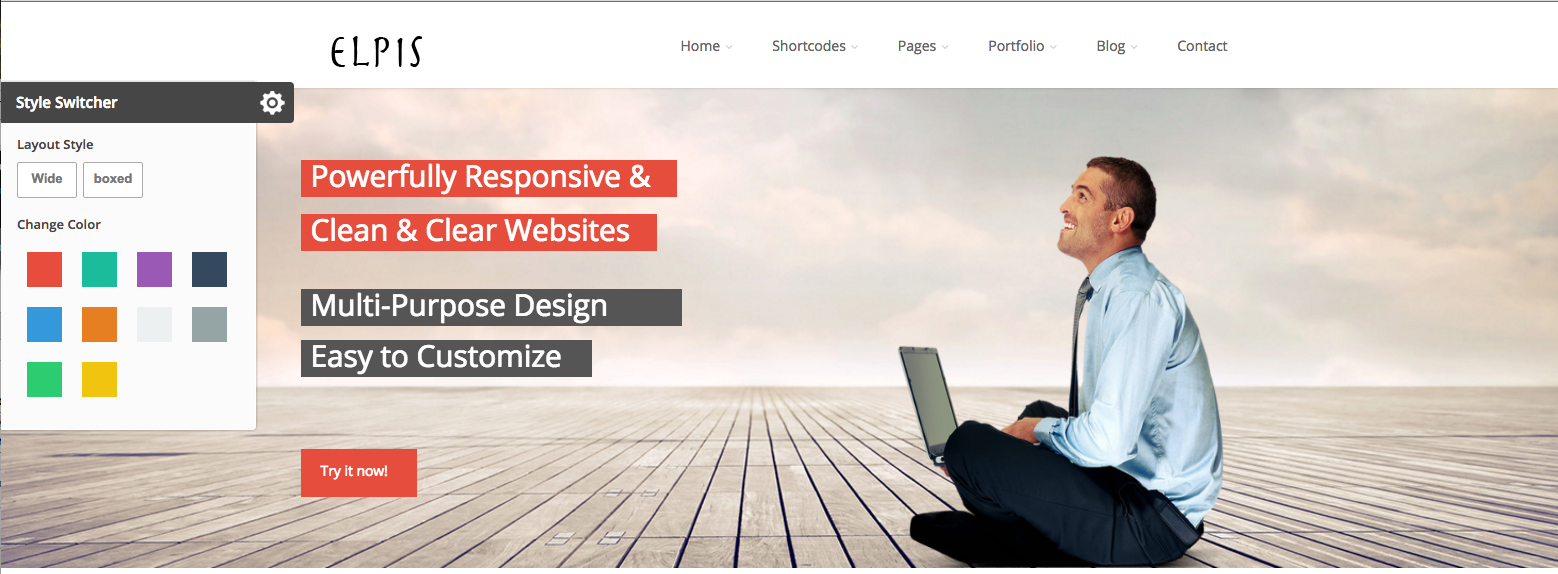 ELPIS
Home
Shortcodes
Pages
Portfolio
Blog
Contact
Style Switcher
Layout Style
Wide
boxed
Change Color
Powerfully Responsive &
Clean & Clear Websites
Multi-Purpose Design
Easy to Customize
Try it now!